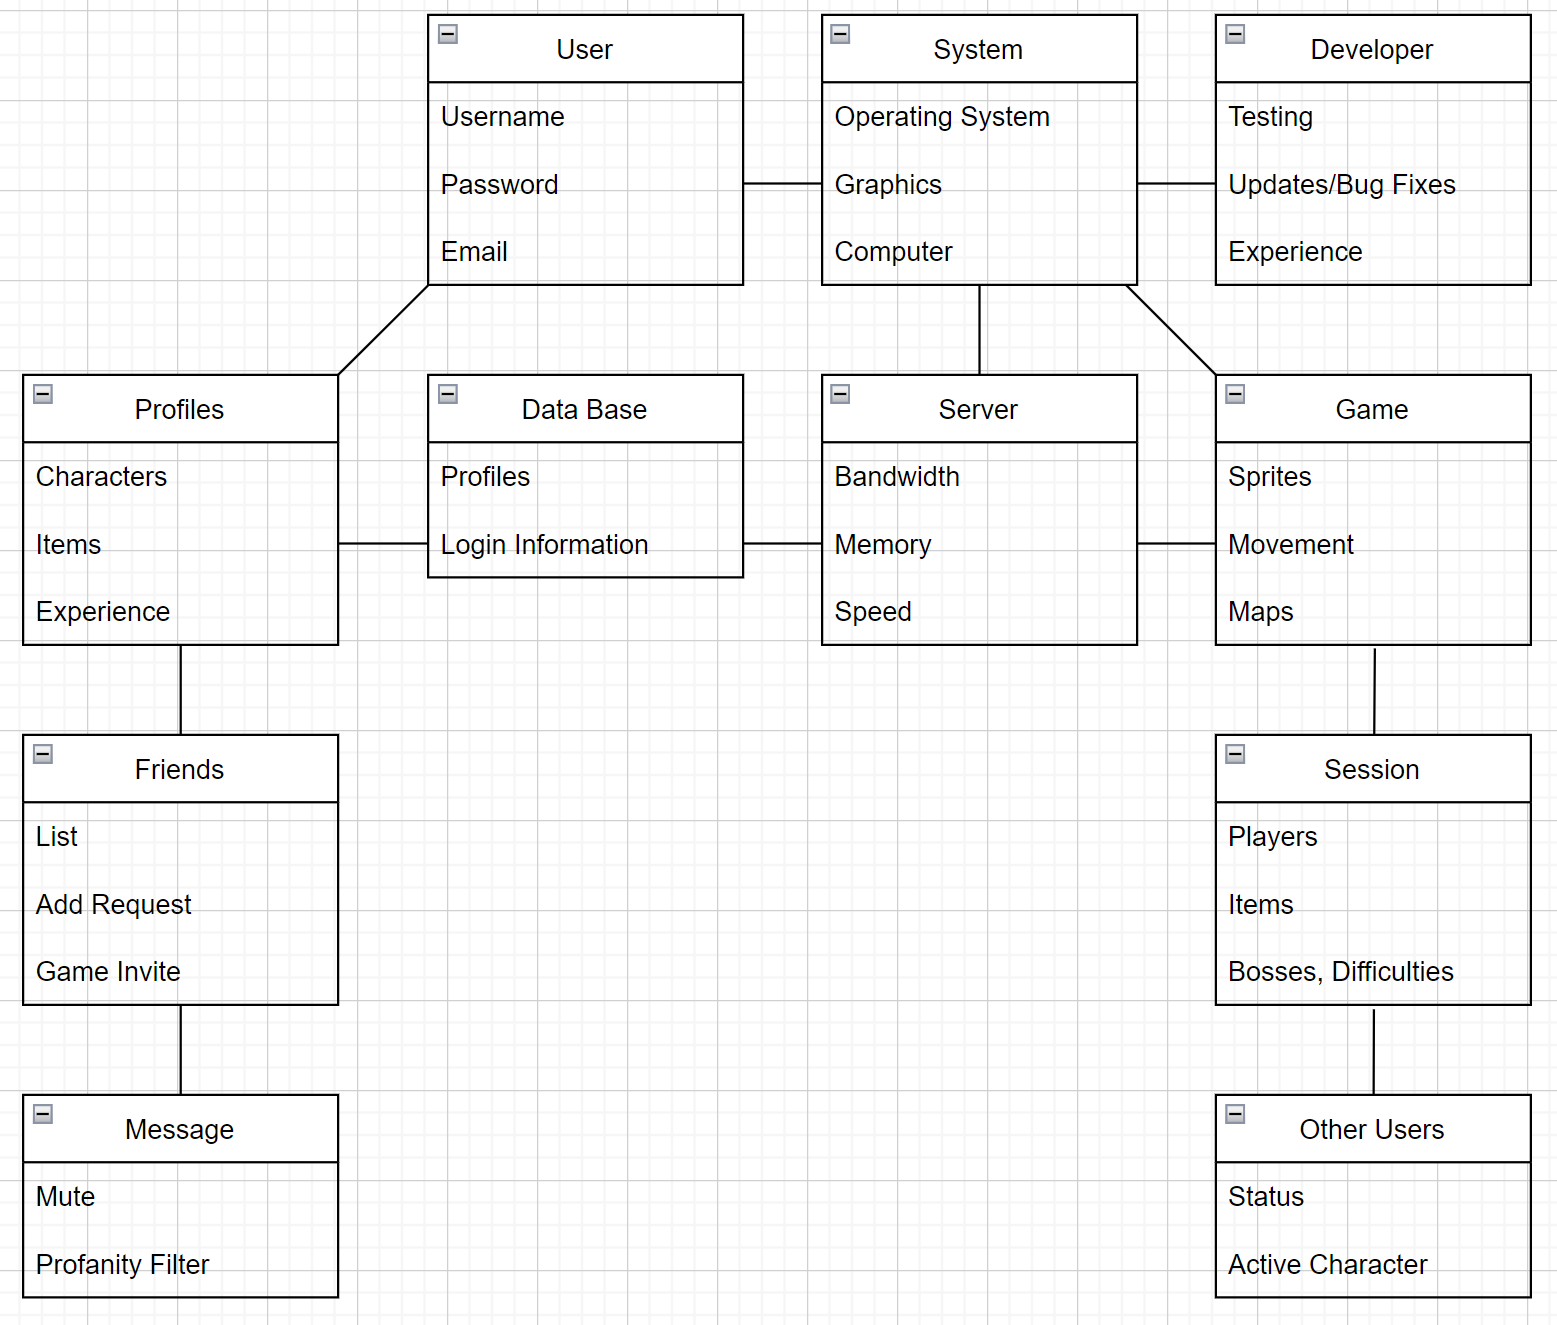 User
Username
Password
Email
System
Operating System
Graphics
Computer
Developer
Testing
Updates/Bug Fixes
Experience
Profiles
Characters
Items
Experience
Data Base
Profiles
Login Information
Server
Bandwidth
Memory
Speed
Game
Sprites
Movement
Maps
Friends
List
Add Request
Game Invite
Session
Players
Items
Bosses, Difficulties
Message
Mute
Profanity Filter
Other Users
Status
Active Character